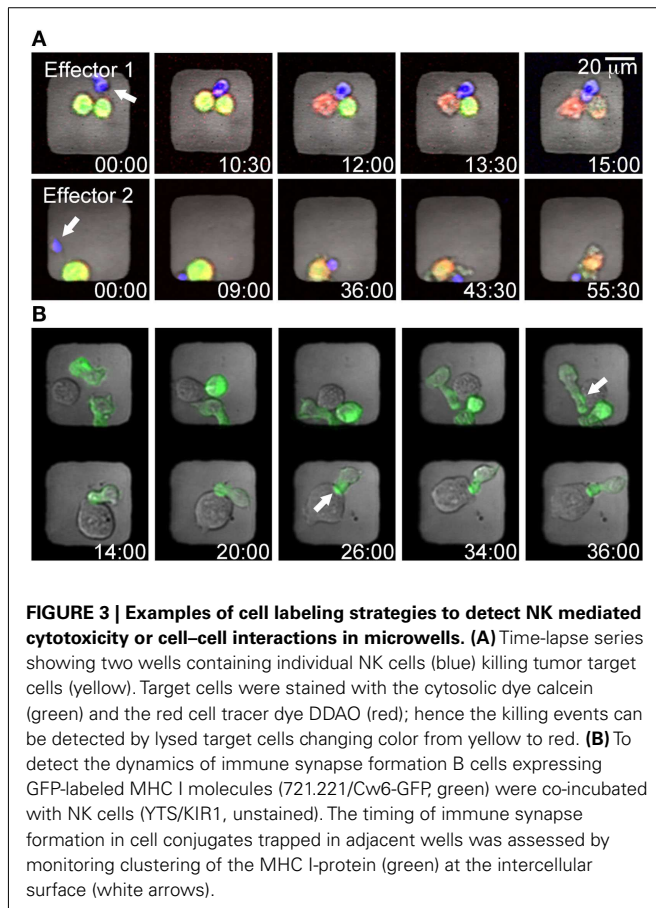 A
Effector 1
20 μm
00:00
10:30
12:00
13:30
15:00
Effector 2
00:00
09:00
36:00
43:30
55:30
B
14:00
20:00
26:00
34:00
36:00
FIGURE 3 | Examples of cell labeling strategies to detect NK mediated
cytotoxicity or cell–cell interactions in microwells. (A) Time-lapse series
showing two wells containing individual NK cells (blue) killing tumor target
cells (yellow). Target cells were stained with the cytosolic dye calcein
(green) and the red cell tracer dye DDAO (red); hence the killing events can
be detected by lysed target cells changing color from yellow to red. (B) To
detect the dynamics of immune synapse formation B cells expressing
GFP-labeled MHC I molecules (721.221/Cw6-GFP, green) were co-incubated
with NK cells (YTS/KIR1, unstained). The timing of immune synapse
formation in cell conjugates trapped in adjacent wells was assessed by
monitoring clustering of the MHC I-protein (green) at the intercellular
surface (white arrows).